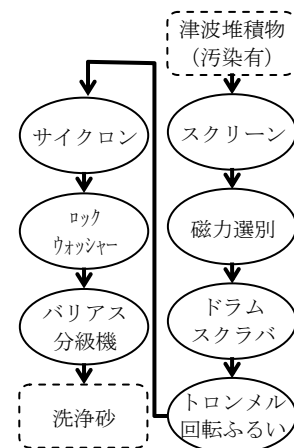 津波堆積物
（汚染有）
スクリーン
磁力選別
ドラム
スクラバ
トロンメル
回転ふるい
サイクロン
ロック
ウォッシャー
バリアス
分級機
洗浄砂